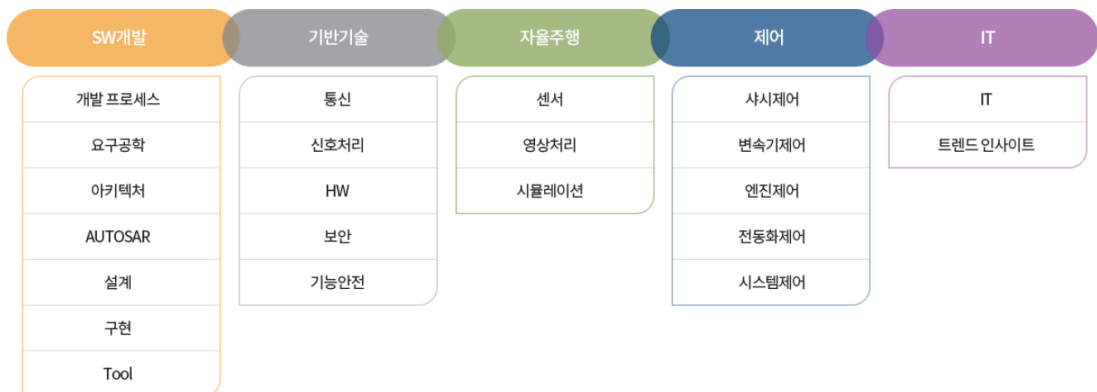 SW개발
개발 프로세스
요구공학
아키텍처
AUTOSAR
설계
구현
Tool
기반기술
통신
신호처리
HW
보안
기능안전
자율주행
센서
영상처리
시뮬레이션
제어
샤시제어
변속기제어
엔진제어
전동화제어
시스템제어
IT
IT
트렌드 인사이트